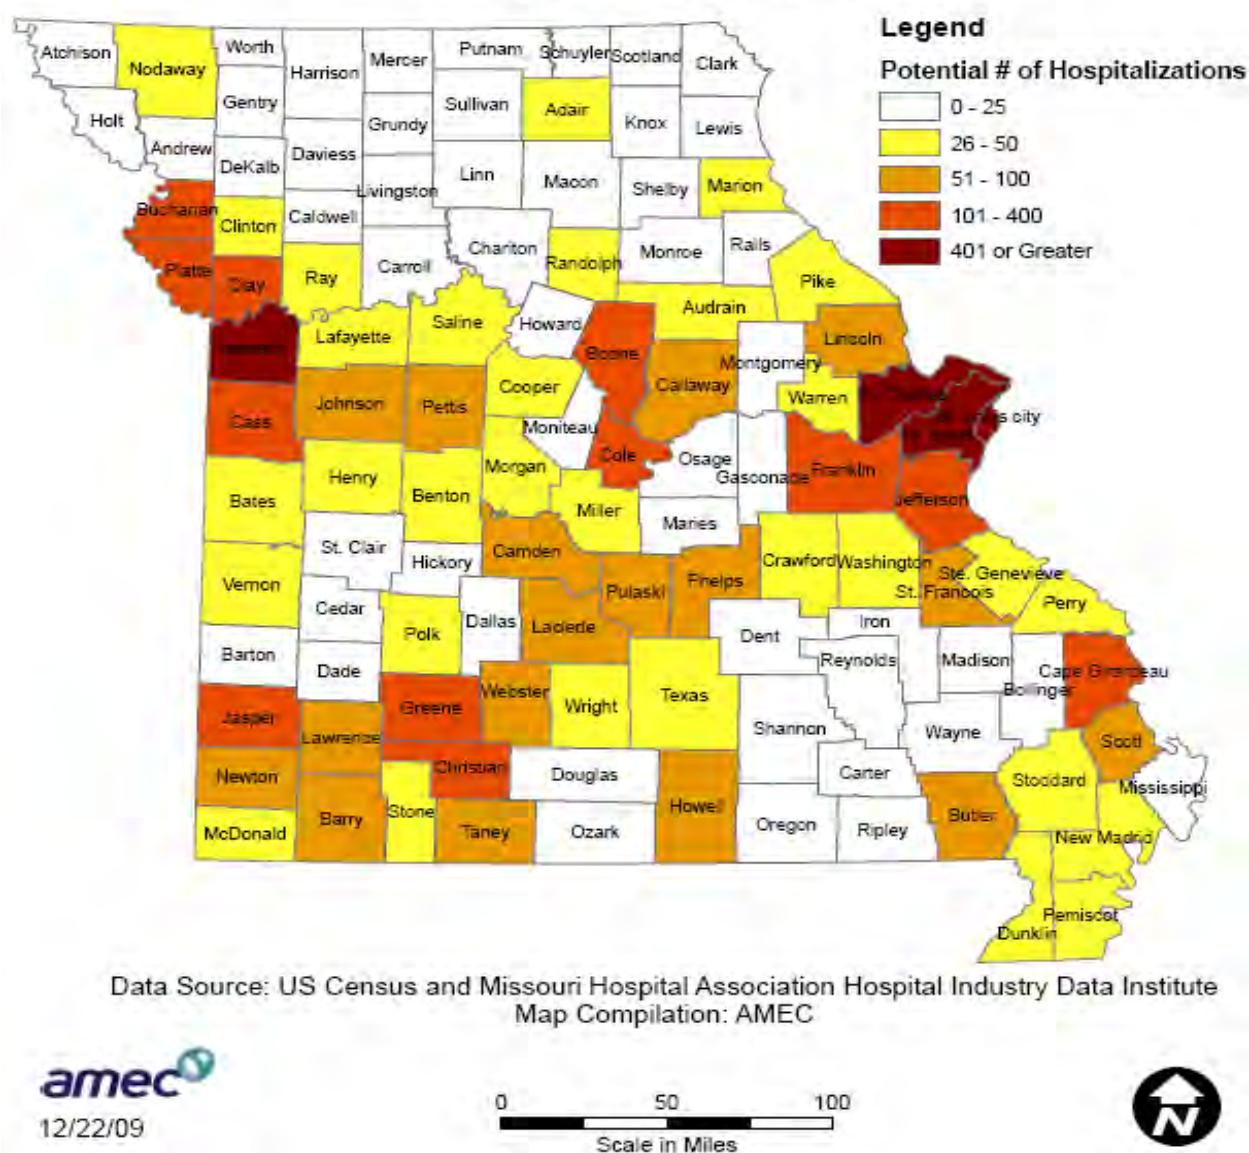 Legend
Potential # of Hospitalizations
0 - 25
26 - 50
51 - 100
101 - 400
401 or Greater
Atchison
Nodaway
Worth
Harrison
Mercer
Putnam
Schuyler
Scotland
Clark
Holt
Gentry
Sullivan
Adair
Knox
Lewis
Grundy
Andrew
DeKalb
Daviess
Linn
Macon
Shelby
Marion
Livingston
Buchanan
Clinton
Caldwell
Chariton
Monroe
Ralls
Randolph
Carroll
Platte
Clay
Ray
Pike
Audrain
Saline
Howard
Lafayette
Boone
Lincoln
Montgomery
Callaway
Cooper
Warren
Johnson
Pettis
Cass
Moniteau
Cole
Osage
Gasconade
Franklin
Jefferson
Morgan
Henry
Benton
Bates
Miller
Maries
St. Clair
Hickory
Camden
Crawford
Washington
Ste. Genevieve
St. Francois
Vernon
Pulaski
Phelps
Perry
Cedar
Polk
Dallas
Laclede
Dent
Iron
Barton
Dade
Reynolds
Madison
Cape Girardeau
Bollinger
Webster
Wright
Texas
Greene
Jasper
Shannon
Wayne
Lawrence
Scott
Christian
Douglas
Carter
Newton
Stoddard
Mississippi
Stone
Howell
Butler
Barry
Taney
Ozark
Oregon
Ripley
McDonald
New Madrid
Pemiscot
Dunklin
Data Source: US Census and Missouri Hospital Association Hospital Industry Data Institute
Map Compilation: AMEC
amec
12/22/09
0 50 100
Scale in Miles
N